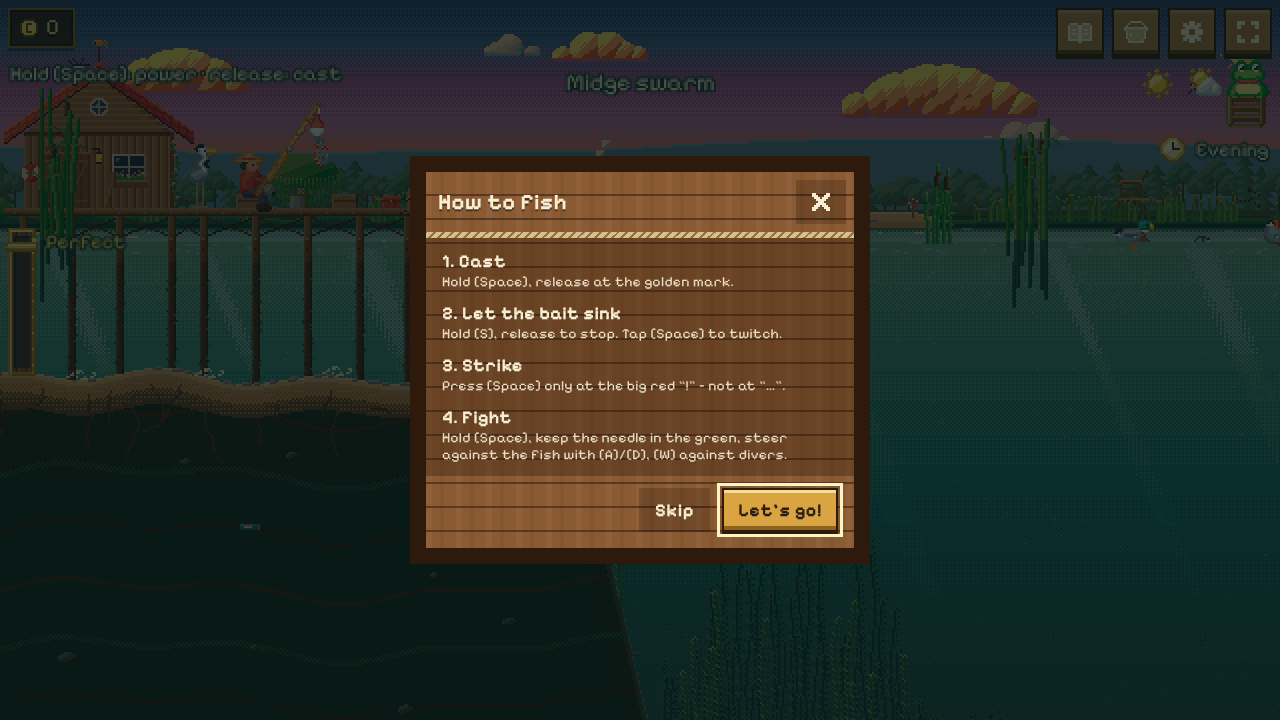 0
Hold [Space]: power · release: cast
Midge swarm
Evening
Perfect
How to fish
1. Cast
Hold [Space], release at the golden mark.
2. Let the bait sink
Hold [S], release to stop. Tap [Space] to twitch.
3. Strike
Press [Space] only at the big red "!" - not at "...".
4. Fight
Hold [Space], keep the needle in the green, steer
against the fish with [A]/[D], [W] against divers.
Skip
Let's go!